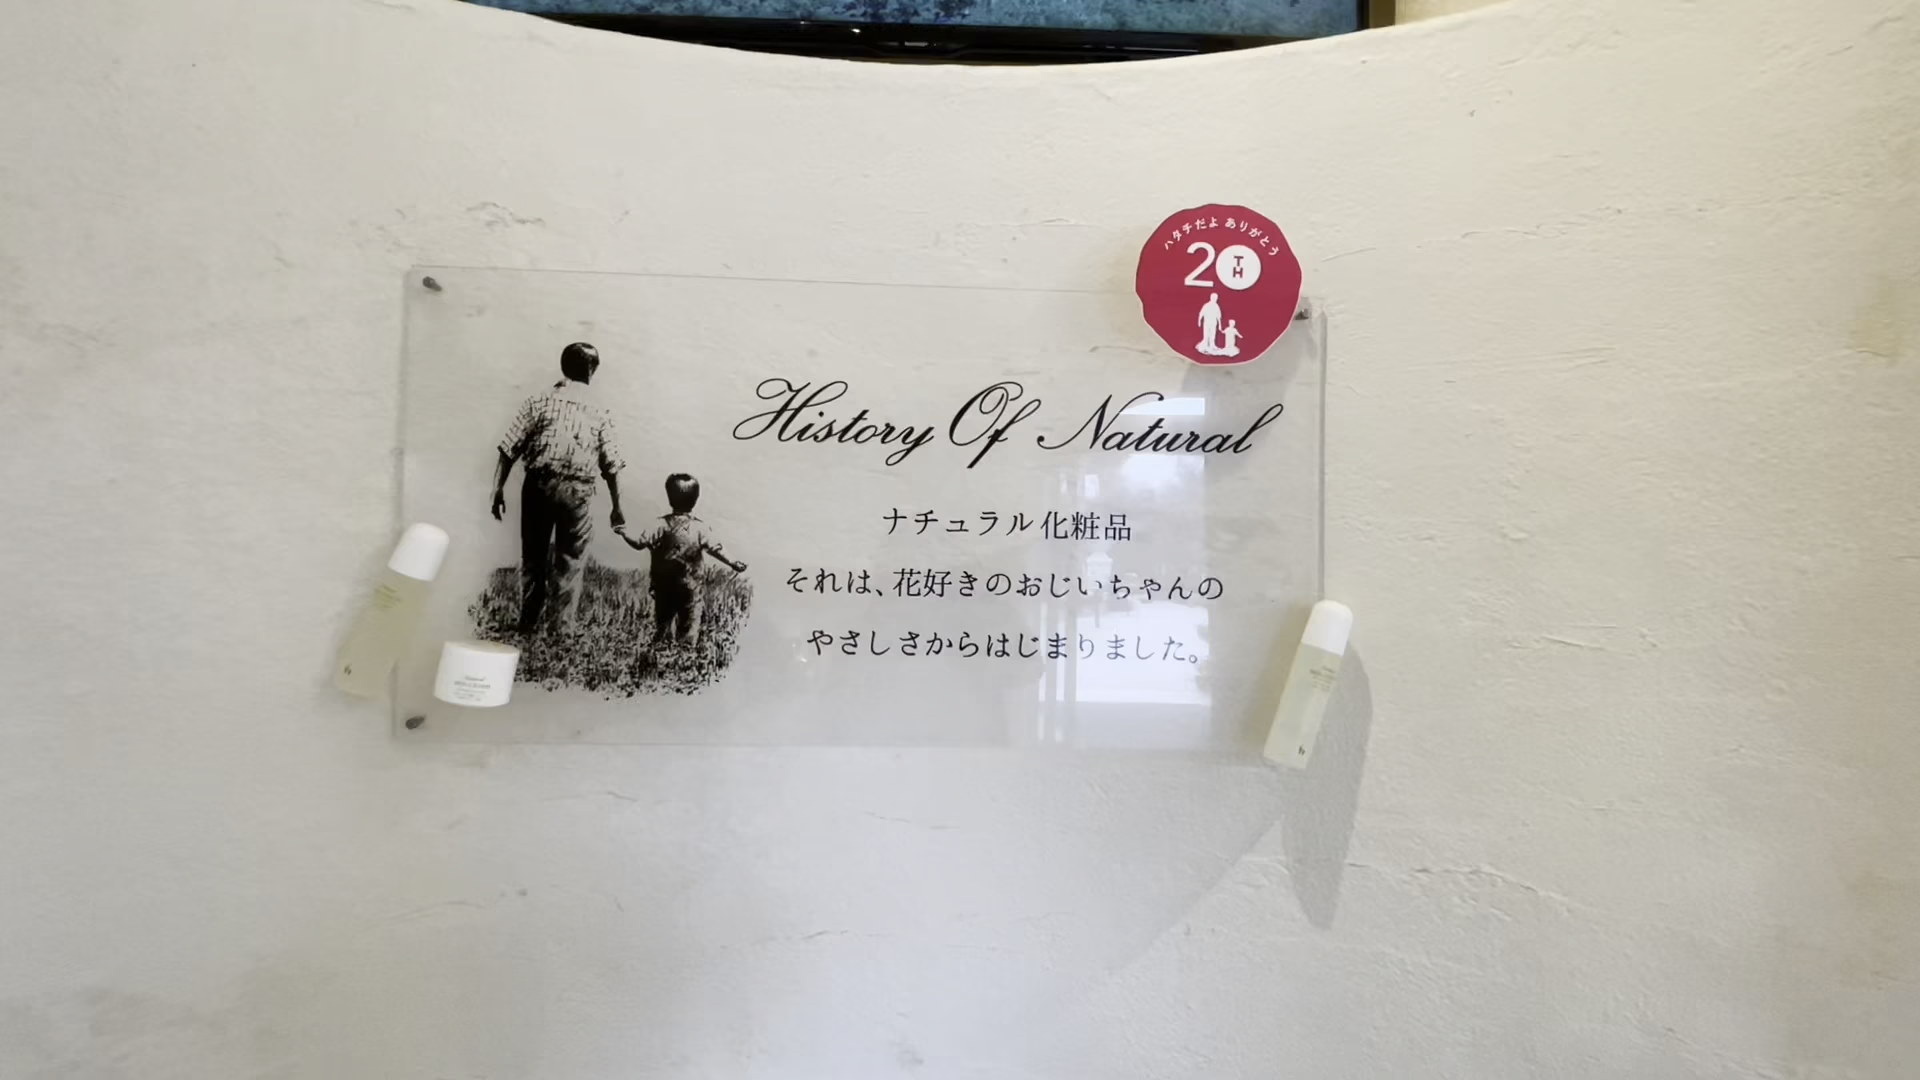 ハタチだよ ありがとう
20
TH
History Of Natural
ナチュラル化粧品
それは、花好きのおじいちゃんの
やさしさからはじまりました。